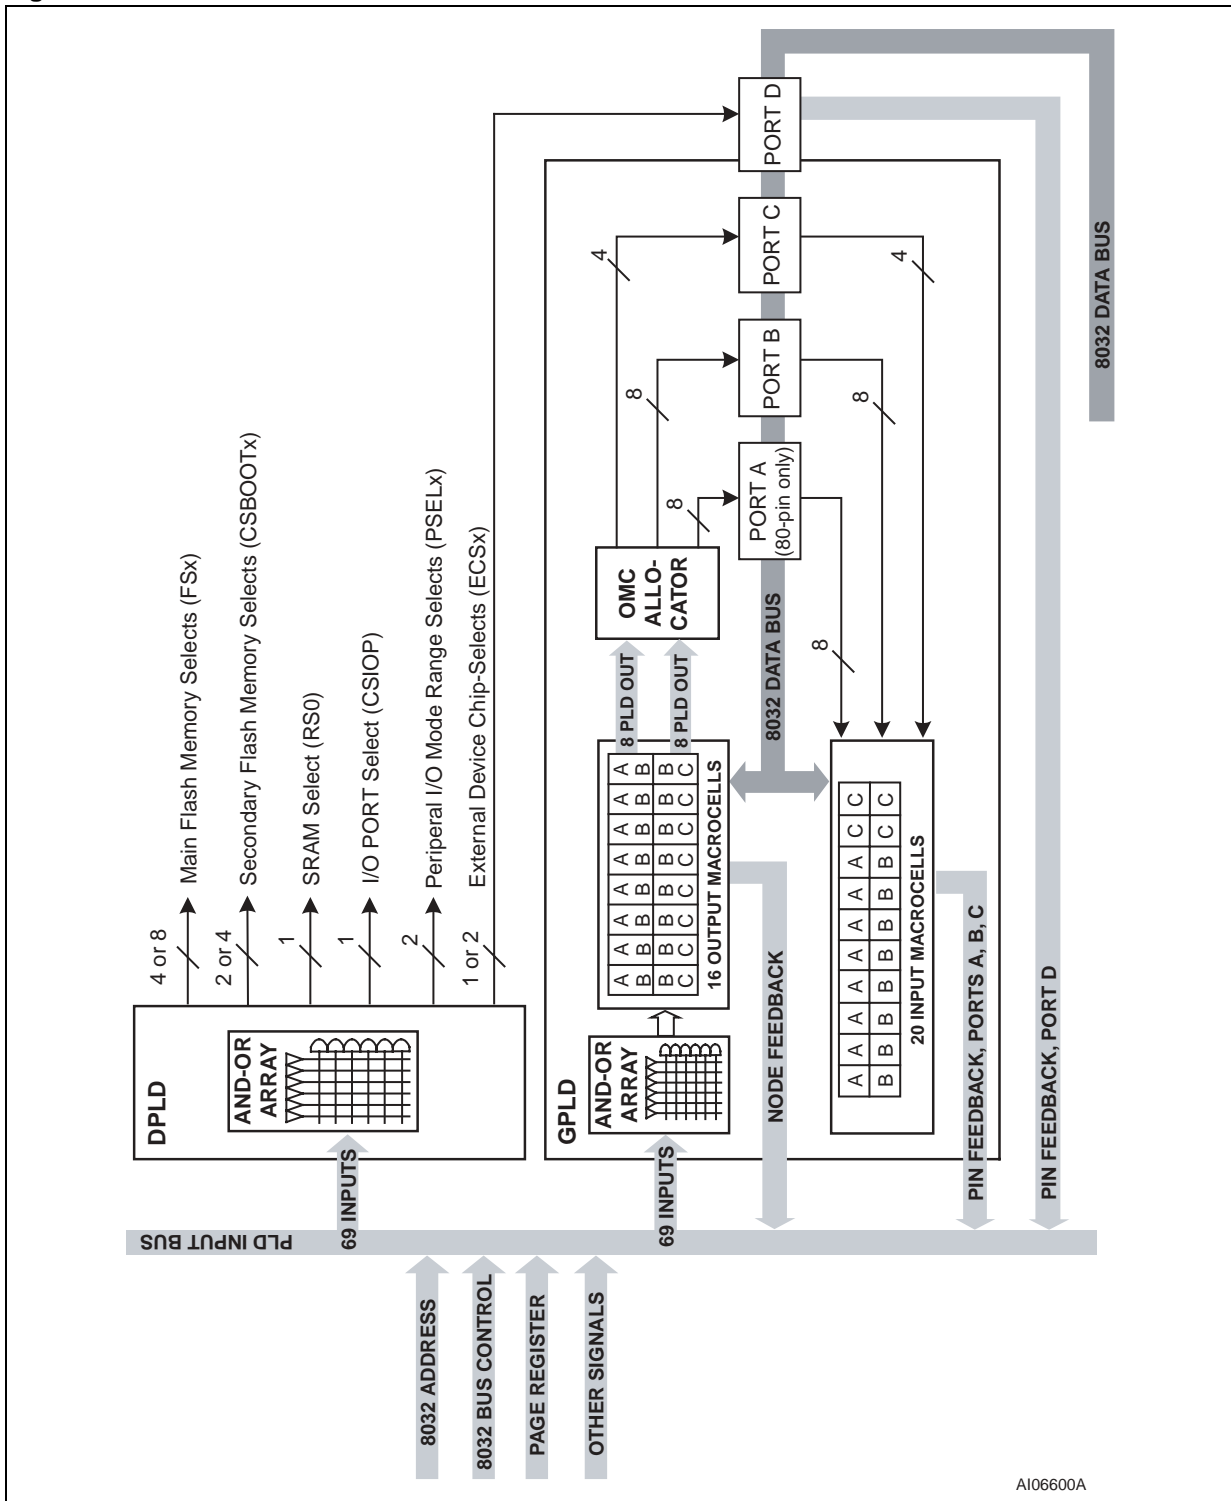 PLD INPUT BUS
8032 ADDRESS
8032 BUS CONTROL
PAGE REGISTER
OTHER SIGNALS
69 INPUTS
DPLD
AND-OR
ARRAY
4 or 8
Main Flash Memory Selects (FSx)
2 or 4
Secondary Flash Memory Selects (CSBOOTx)
1
SRAM Select (RS0)
1
I/O PORT Select (CSIOP)
2
Periperal I/O Mode Range Selects (PSELx)
1 or 2
External Device Chip-Selects (ECSx)
69 INPUTS
GPLD
AND-OR
ARRAY
A A A A A A A A
B B B B B B B B
B B B B B B B B
C C C C C C C C
16 OUTPUT MACROCELLS
8 PLD OUT
8 PLD OUT
OMC
ALLO-
CATOR
4
8
8
PORT A
(80-pin only)
PORT B
PORT C
PORT D
8032 DATA BUS
NODE FEEDBACK
8
8
4
A A A A A A A A C C
B B B B B B B B C C
20 INPUT MACROCELLS
PIN FEEDBACK, PORTS A, B, C
PIN FEEDBACK, PORT D
8032 DATA BUS
AI06600A